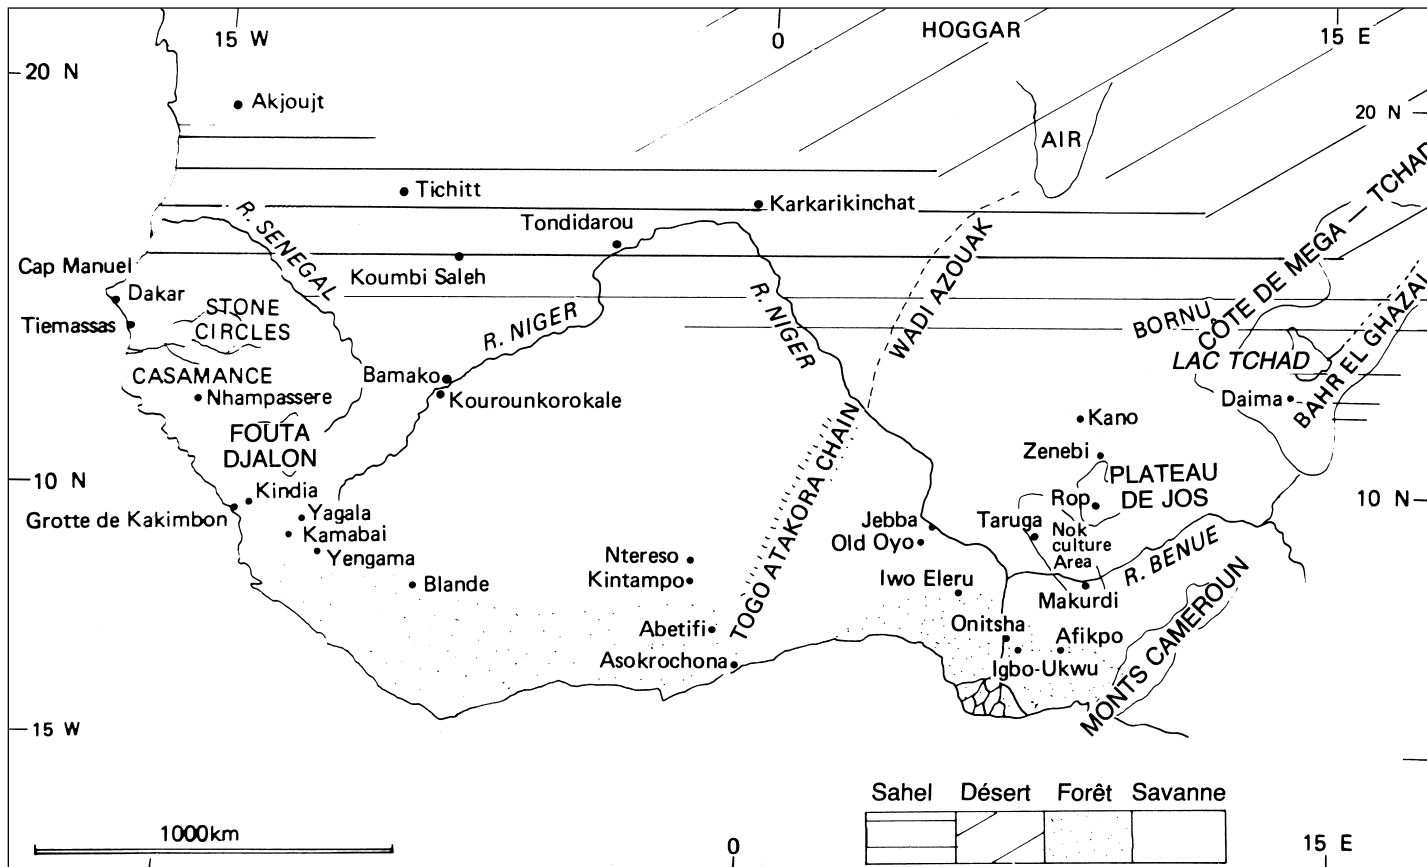 15 W
0
HOGGAR
15 E
20 N
Akjoujt
20 N
AIR
Tichitt
Karkarikinchat
Tondidarou
R. SENEGAL
WADI AZOUAK
CÔTE DE MEGA — TCHAD
Cap Manuel
Koumbi Saleh
Dakar
STONE
CIRCLES
Tiemassas
R. NIGER
R. NIGER
BORNU
LAC TCHAD
BAHR EL GHAZAL
CASAMANCE
Bamako
Nhampassere
Kourounkorokale
Daima
Kano
FOUTA
DJALON
TOGO ATAKORA CHAIN
Zenebi
PLATEAU
DE JOS
10 N
Kindia
Rop
10 N
Grotte de Kakimbon
Yagala
Jebba
Taruga
Nok
culture
Area
Kamabai
Old Oyo
Yengama
Ntereso
R. BENUE
Blande
Kintampo
Iwo Eleru
Makurdi
Abetifi
Onitsha
Afikpo
MONTS CAMEROUN
Asokrochona
Igbo-Ukwu
15 W
Sahel
Désert
Forêt
Savanne
1000km
0
15 E